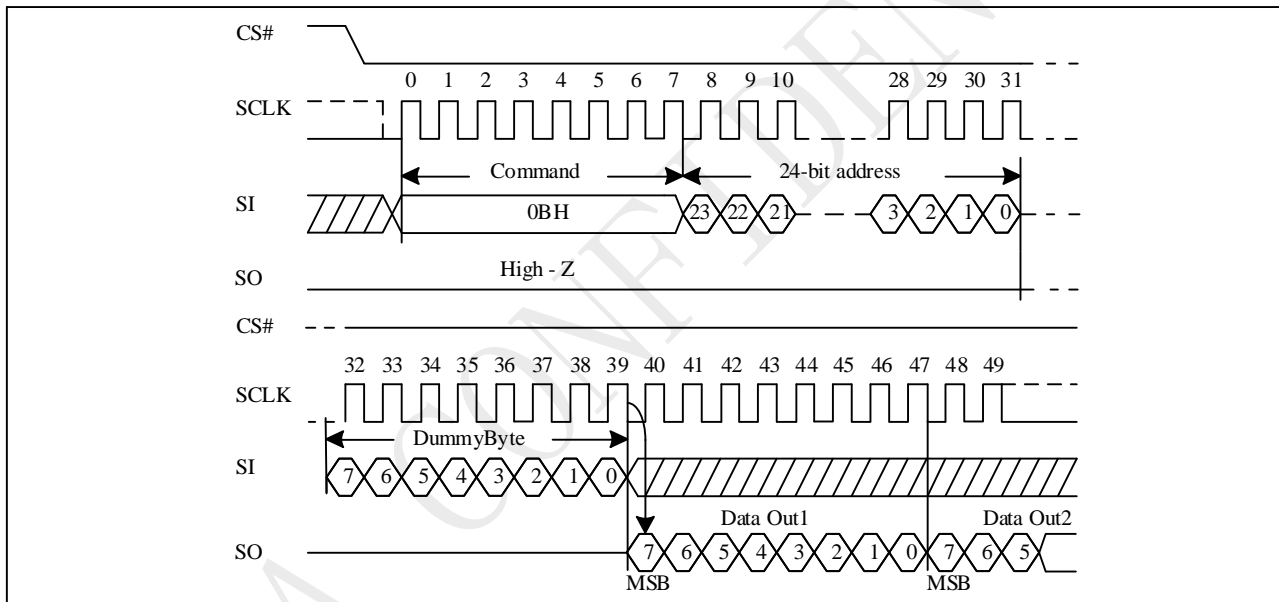 CS#
0 1 2 3 4 5 6 7 8 9 10 28 29 30 31
SCLK
Command 24-bit address
SI 0BH 23 22 21 3 2 1 0
High - Z
SO
CS#
32 33 34 35 36 37 38 39 40 41 42 43 44 45 46 47 48 49
SCLK
DummyByte
SI 7 6 5 4 3 2 1 0
Data Out1 Data Out2
SO 7 6 5 4 3 2 1 0 7 6 5
MSB MSB